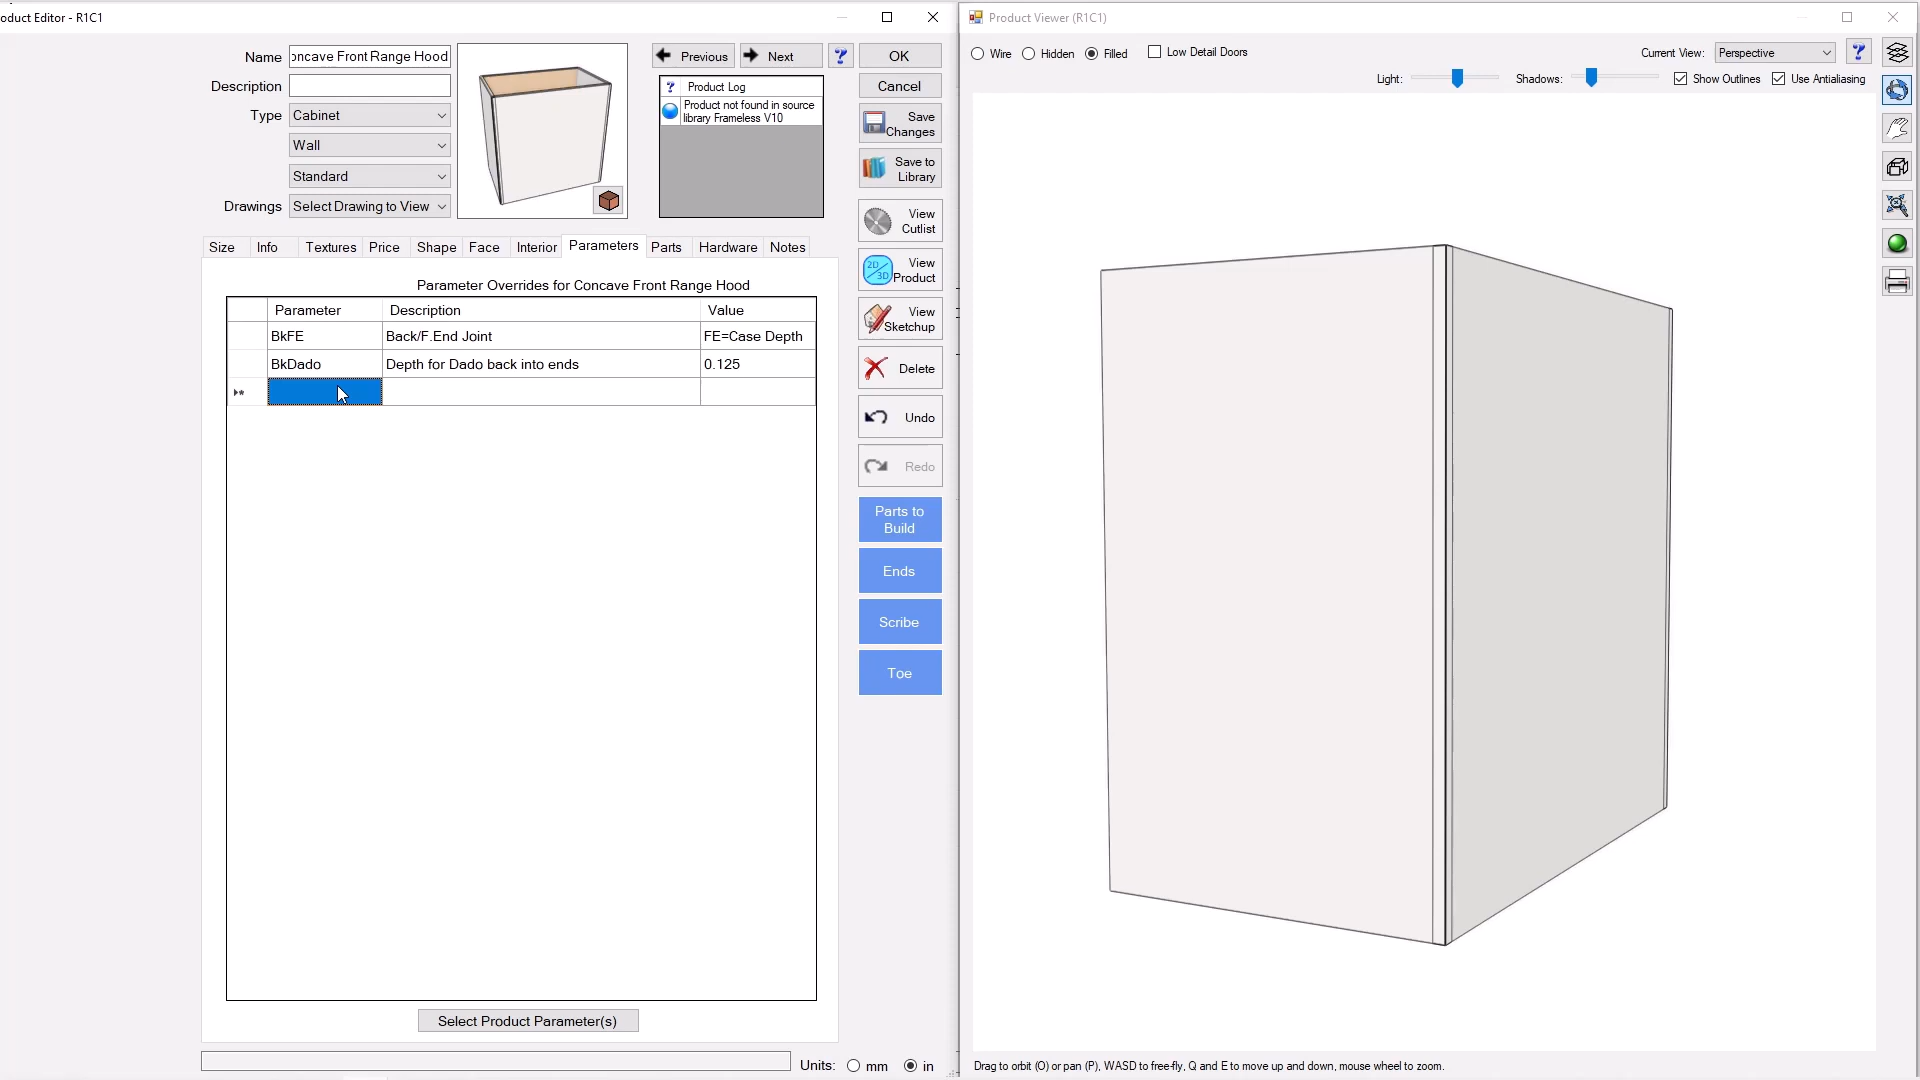 oduct Editor - R1C1
Name
oncave Front Range Hood
Description
Type
Cabinet
Wall
Standard
Drawings
Select Drawing to View
Previous
Next
?
OK
? Product Log
Product not found in source
library Frameless V10
Cancel
Save
Changes
Save to
Library
View
Cutlist
2D
3D
View
Product
View
Sketchup
Delete
Undo
Redo
Parts to
Build
Ends
Scribe
Toe
Size Info Textures Price Shape Face Interior Parameters Parts Hardware Notes
Parameter Overrides for Concave Front Range Hood
Parameter Description Value
BkFE Back/F.End Joint FE=Case Depth
BkDado Depth for Dado back into ends 0.125
Select Product Parameter(s)
Units: mm in
Product Viewer (R1C1)
Wire Hidden Filled Low Detail Doors
Current View: Perspective ?
Light: Shadows: Show Outlines Use Antialiasing
Drag to orbit (O) or pan (P), WASD to free-fly, Q and E to move up and down, mouse wheel to zoom.